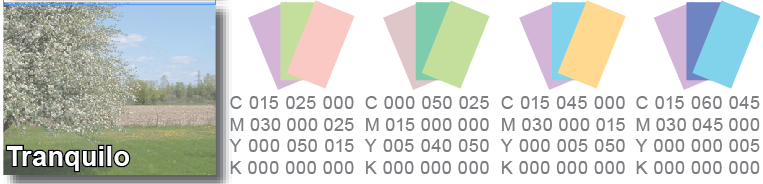 Tranquilo
C 015 025 000 C 000 050 025 C 015 045 000 C 015 060 045
M 030 000 025 M 015 000 000 M 030 000 015 M 030 045 000
Y 000 050 015 Y 005 040 050 Y 000 005 050 Y 000 000 005
K 000 000 000 K 000 000 000 K 000 000 000 K 000 000 000